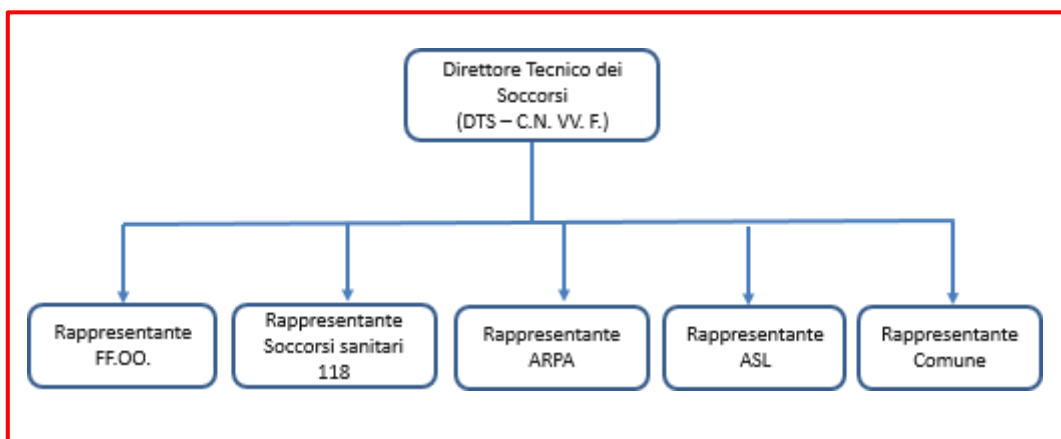 Direttore Tecnico dei
Soccorsi
(DTS – C.N. VV. F.)
Rappresentante
FF.OO.
Rappresentante
Soccorsi sanitari
118
Rappresentante
ARPA
Rappresentante
ASL
Rappresentante
Comune